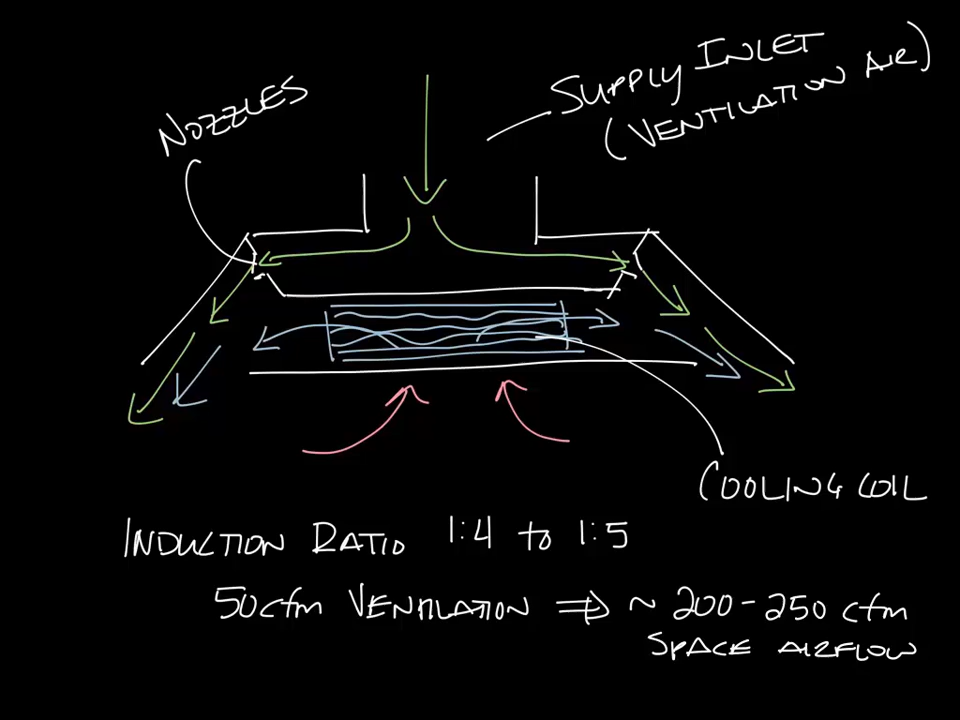 SUPPLY INLET
(VENTILATION AIR)
NOZZLES
COOLING COIL
INDUCTION RATIO 1:4 to 1:5
50cfm VENTILATION ⇒ ~ 200-250 cfm
SPACE AIRFLOW